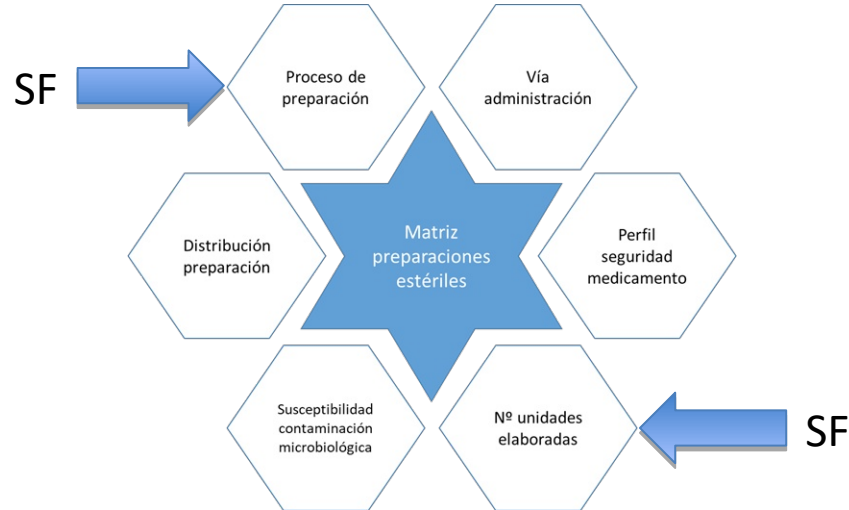 SF
Proceso de
preparación
Vía
administración
Distribución
preparación
Matriz
preparaciones
estériles
Perfil
seguridad
medicamento
Susceptibilidad
contaminación
microbiológica
Nº unidades
elaboradas
SF